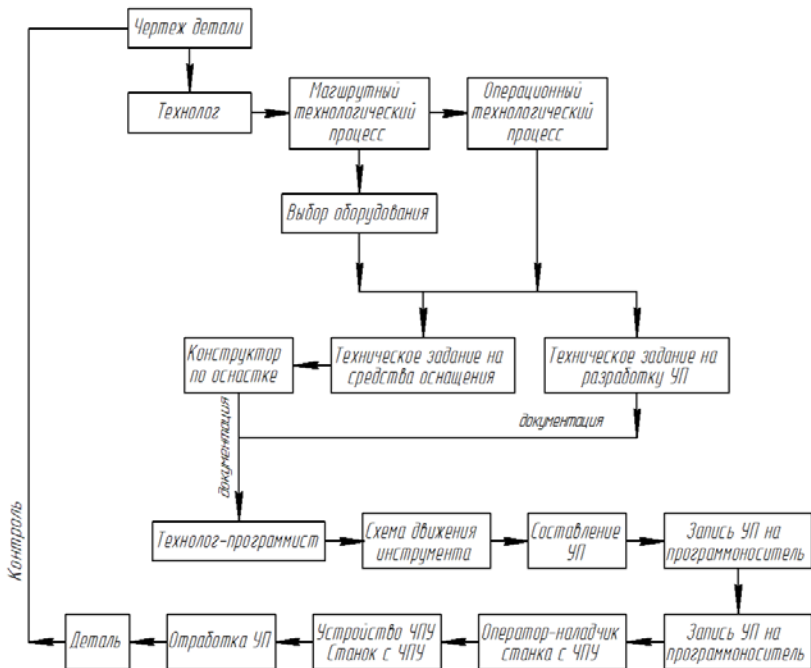 Чертеж детали
Технолог
Магшрутный
технологический
процесс
Операционный
технологический
процесс
Выбор оборудования
Конструктор
по оснастке
Техническое задание на
средства оснащения
Техническое задание на
разработку УП
документация
документация
Контроль
Технолог-программист
Схема движения
инструмента
Составление
УП
Запись УП на
программоноситель
Деталь
Отработка УП
Устройство ЧПУ
Станок с ЧПУ
Оператор-наладчик
станка с ЧПУ
Запись УП на
программоноситель